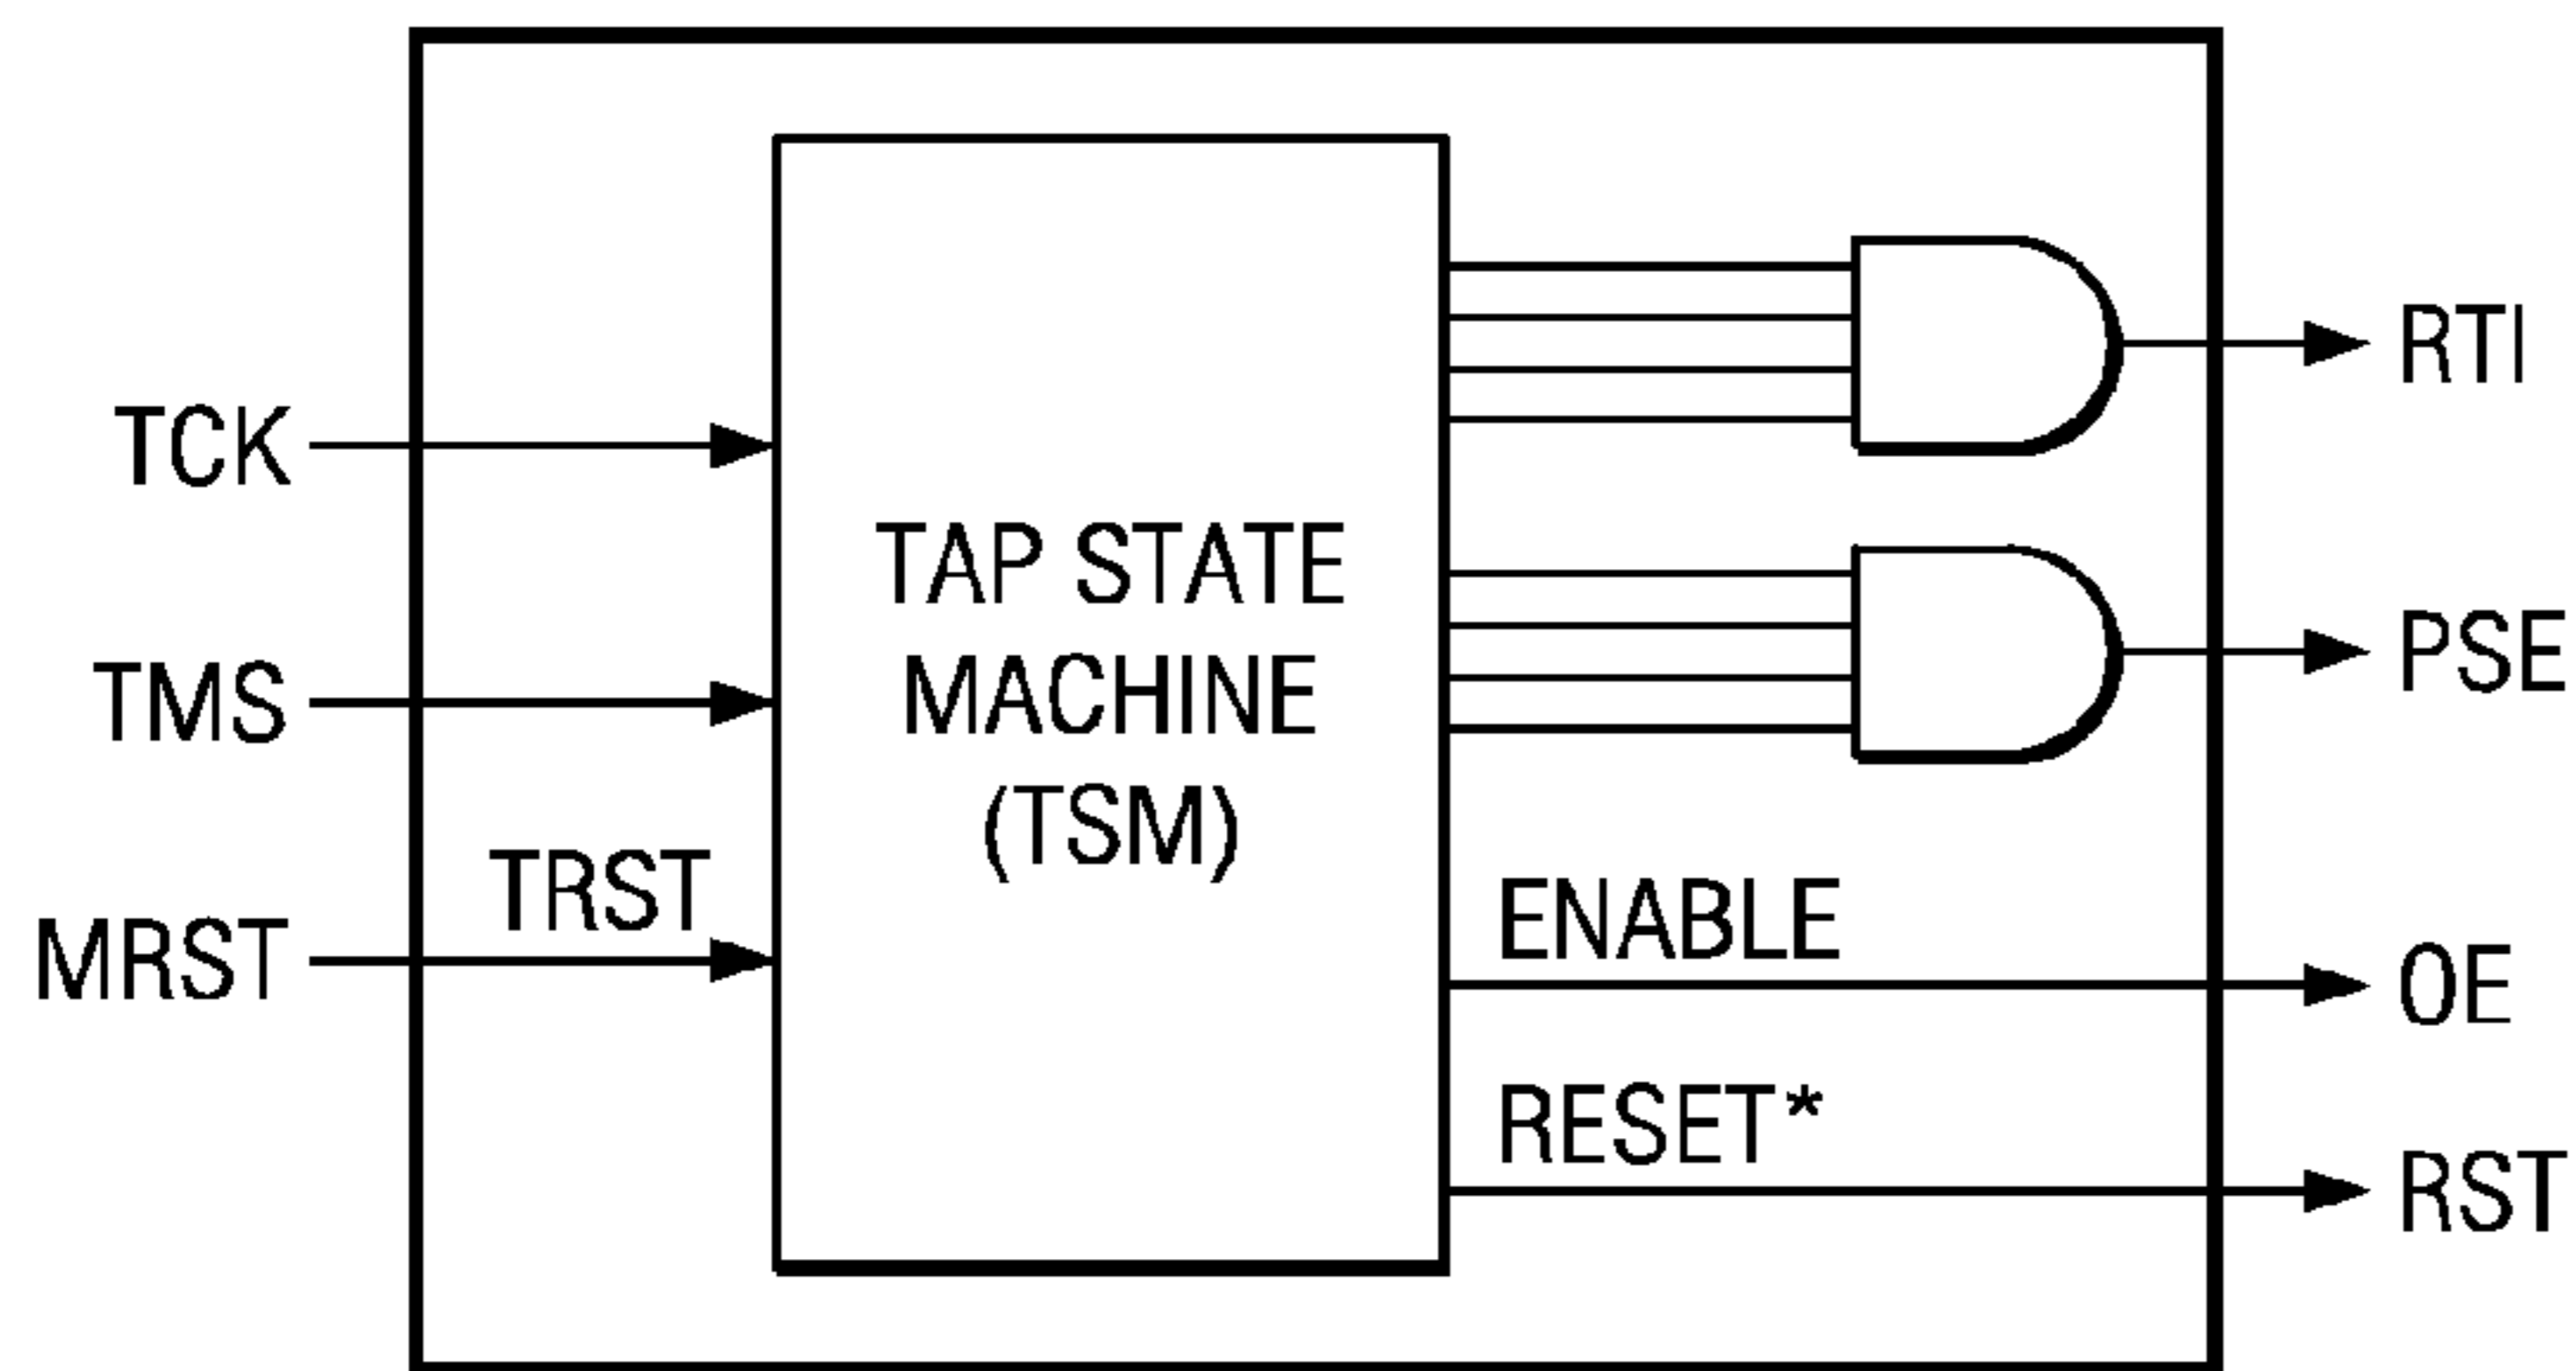 TCK
TMS
MRST
TRST
TAP STATE
MACHINE
(TSM)
ENABLE
RESET*
RTI
PSE
OE
RST